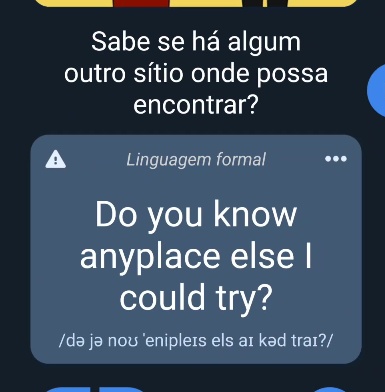 Sabe se há algum
outro sítio onde possa
encontrar?
Linguagem formal
Do you know
anyplace else I
could try?
/də jə noʊ ˈenipleɪs els aɪ kəd traɪ?/